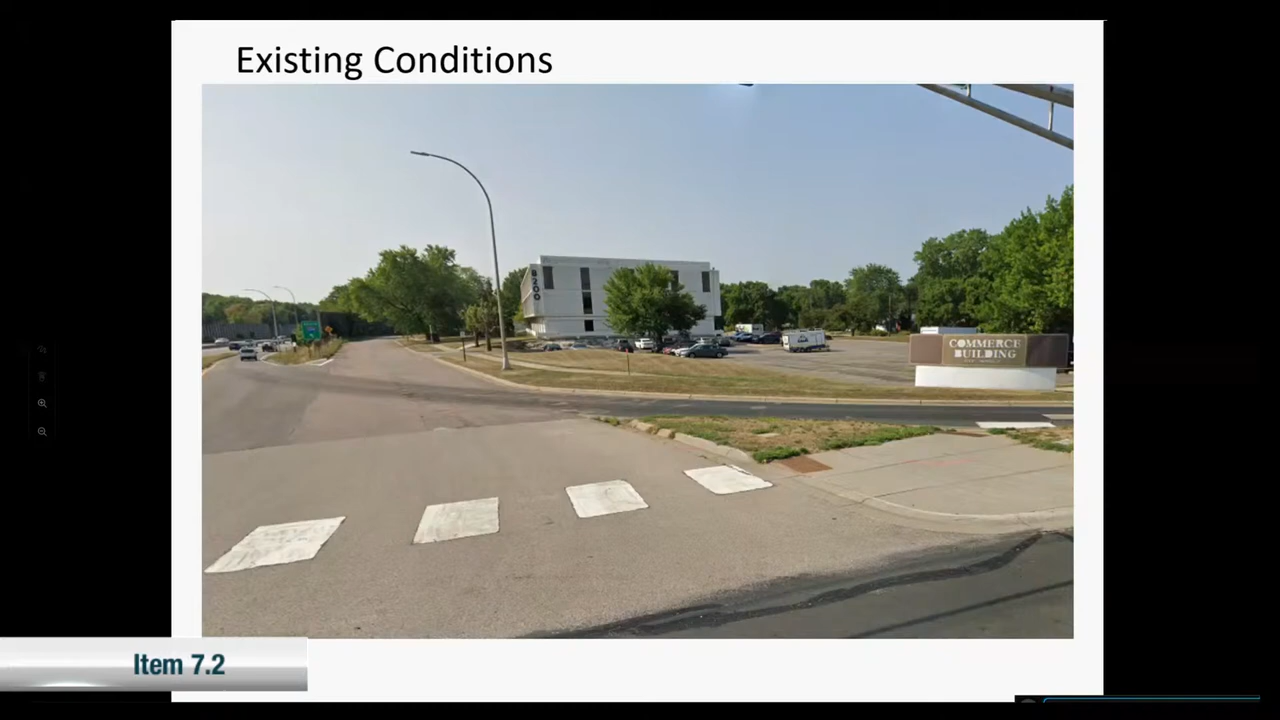 Existing Conditions
8200
COMMERCE
BUILDING
Item 7.2